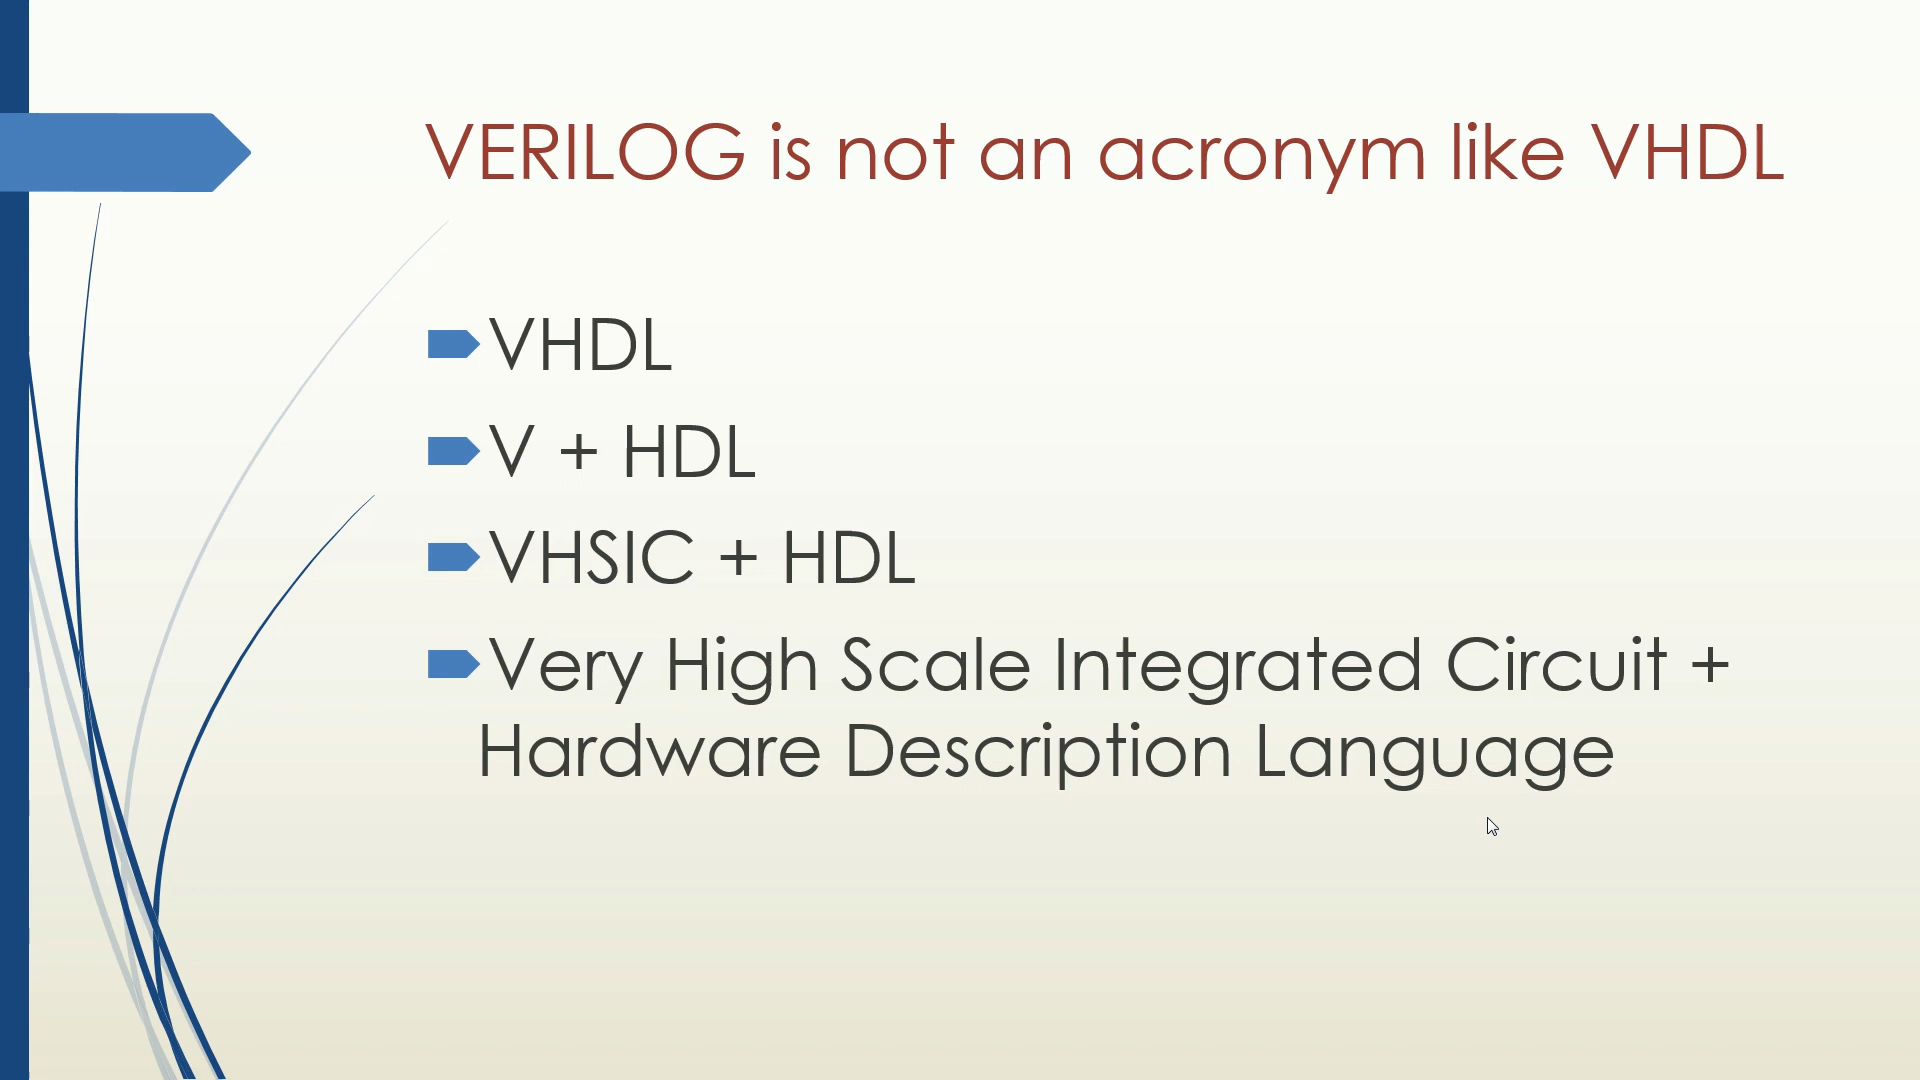 VERILOG is not an acronym like VHDL
VHDL
V + HDL
VHSIC + HDL
Very High Scale Integrated Circuit +
Hardware Description Language